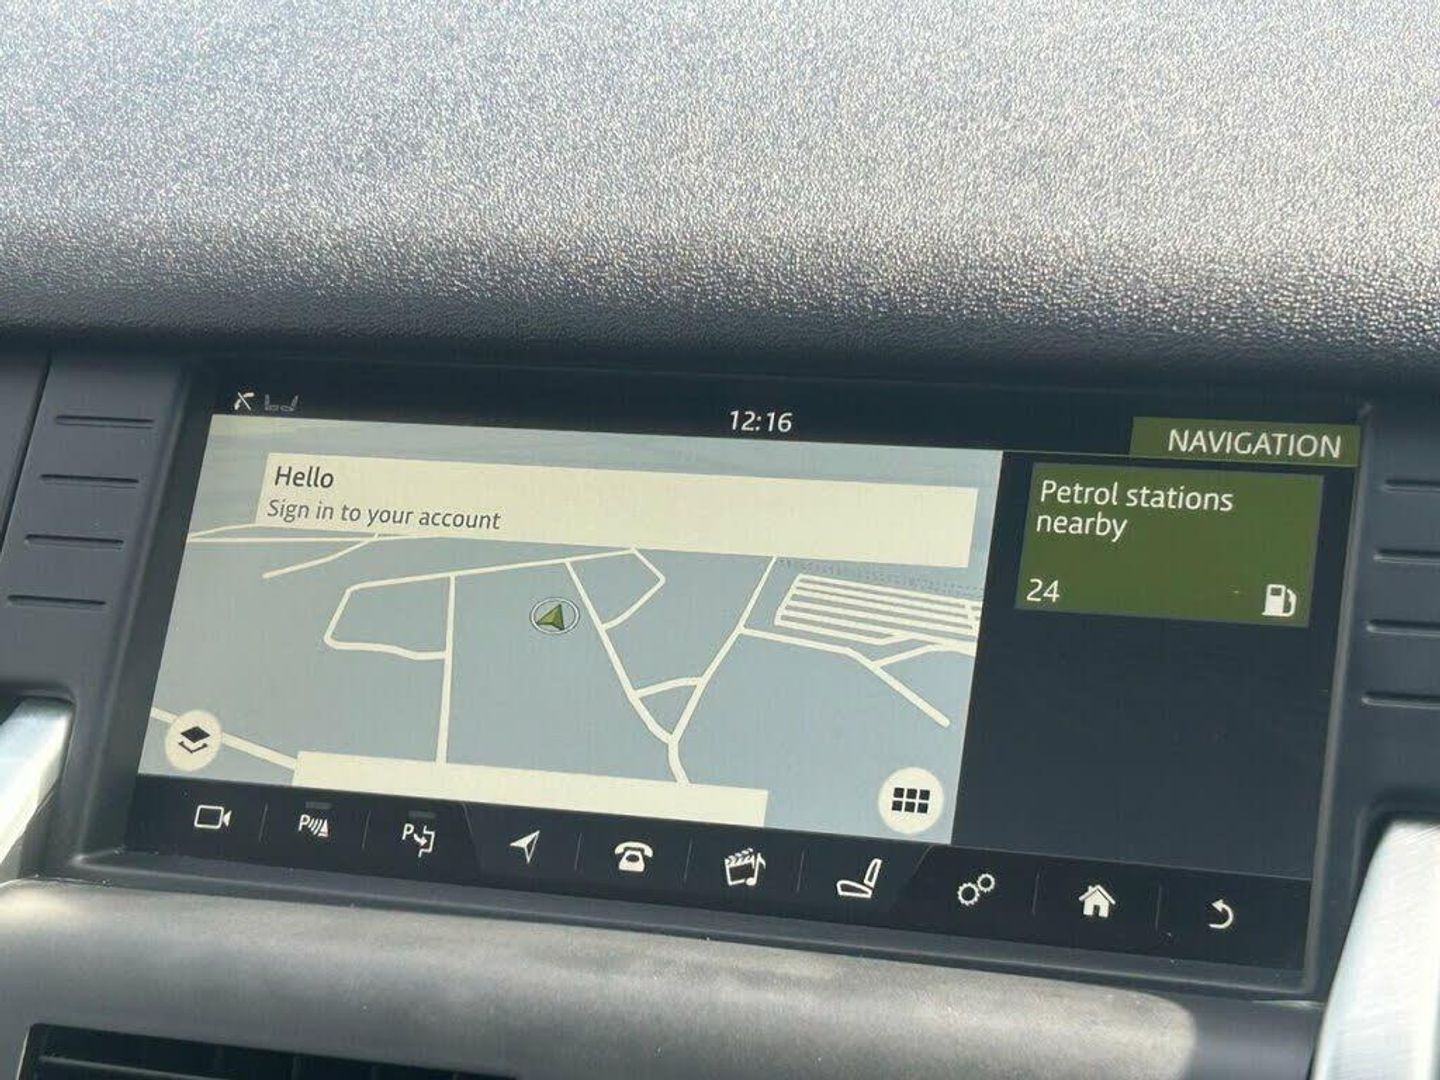 12:16
NAVIGATION
Hello
Sign in to your account
Petrol stations
nearby
24
P
P